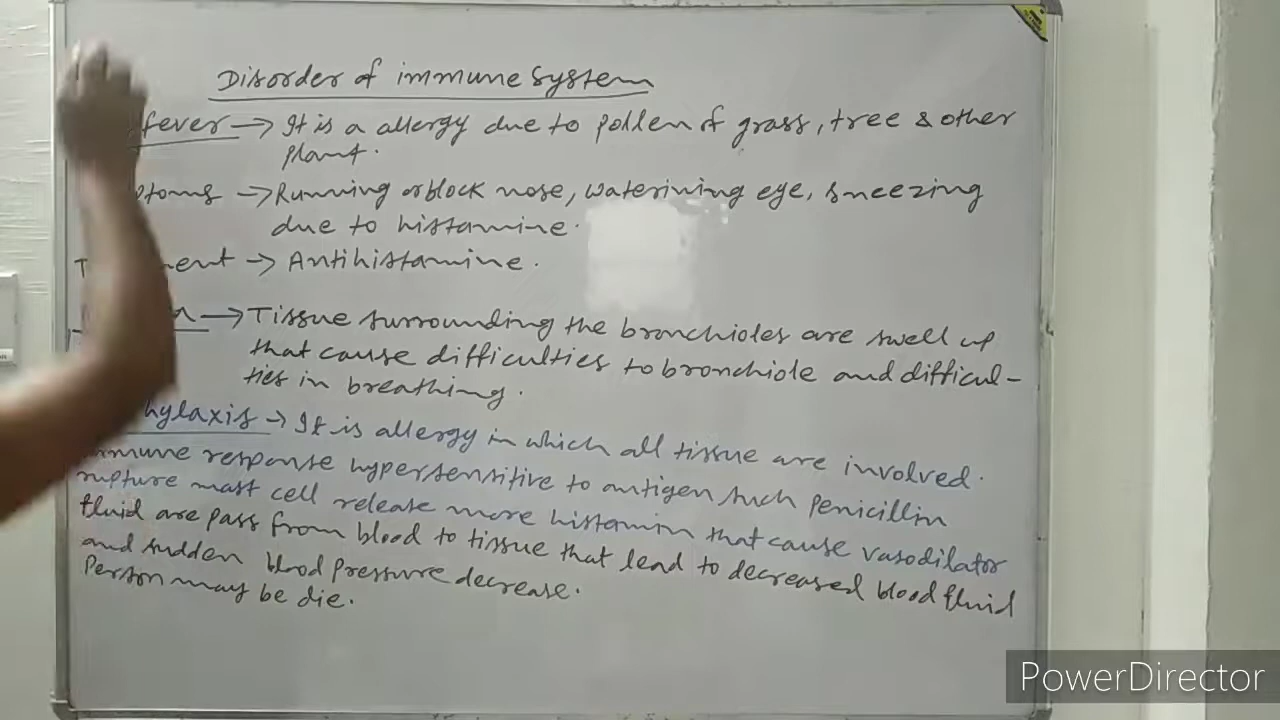 Disorder of immune system
fever → It is a allergy due to pollen of grass, tree & other
plant.
ptoms → Running or block nose, waterining eye, sneezing
due to histamine.
T ment → Antihistamine.
→ Tissue surrounding the bronchioles are swell up
that cause difficulties to bronchiole and difficul-
ties in breathing.
hylaxis → It is allergy in which all tissue are involved.
immune response hypersensitive to antigen such penicillin
rupture mast cell release more histamin that cause vasodilator
fluid are pass from blood to tissue that lead to decreased blood fluid
and sudden blood pressure decrease.
Person may be die.
PowerDirector